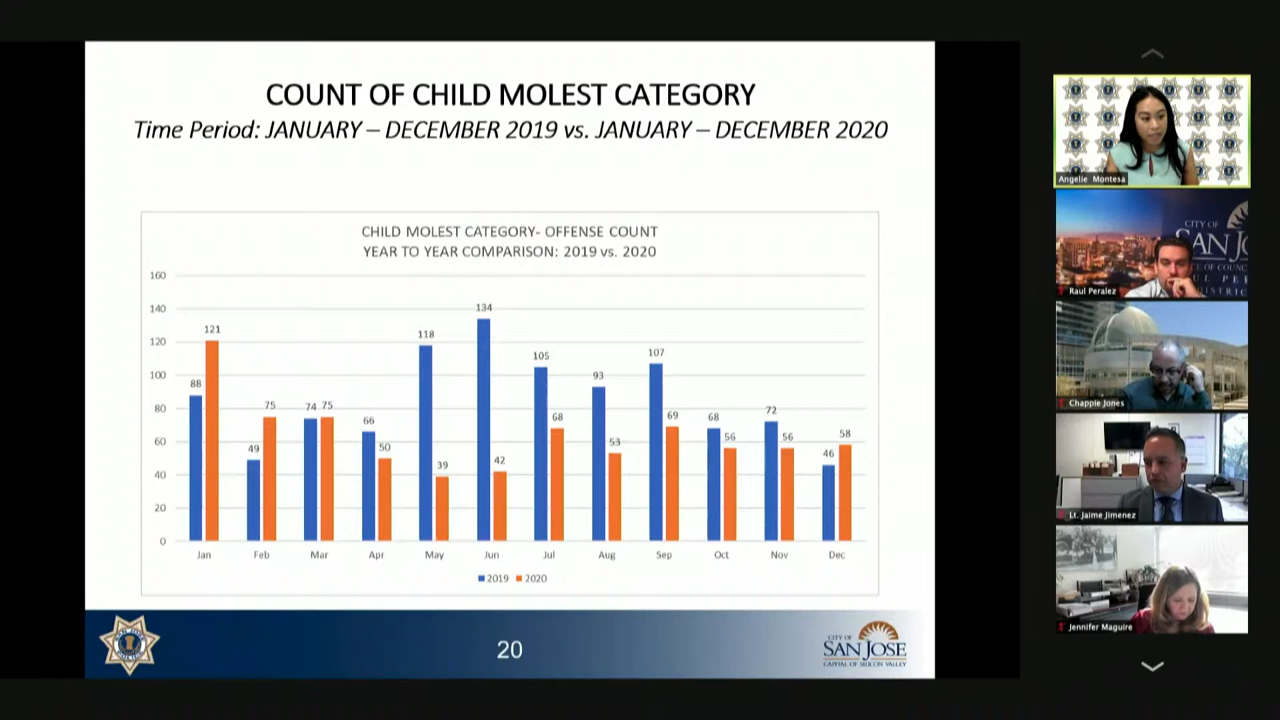 COUNT OF CHILD MOLEST CATEGORY
Time Period: JANUARY – DECEMBER 2019 vs. JANUARY – DECEMBER 2020
CHILD MOLEST CATEGORY- OFFENSE COUNT
YEAR TO YEAR COMPARISON: 2019 vs. 2020
160
140
120
100
80
60
40
20
0
88
121
49
75
74
75
66
50
118
39
134
42
105
68
93
53
107
69
68
56
72
56
46
58
Jan
Feb
Mar
Apr
May
Jun
Jul
Aug
Sep
Oct
Nov
Dec
2019
2020
20
CITY OF
SAN JOSE
CAPITAL OF SILICON VALLEY
Angelie Montesa
CITY OF
Raul Peralez
Chappie Jones
Lt. Jaime Jimenez
Jennifer Maguire